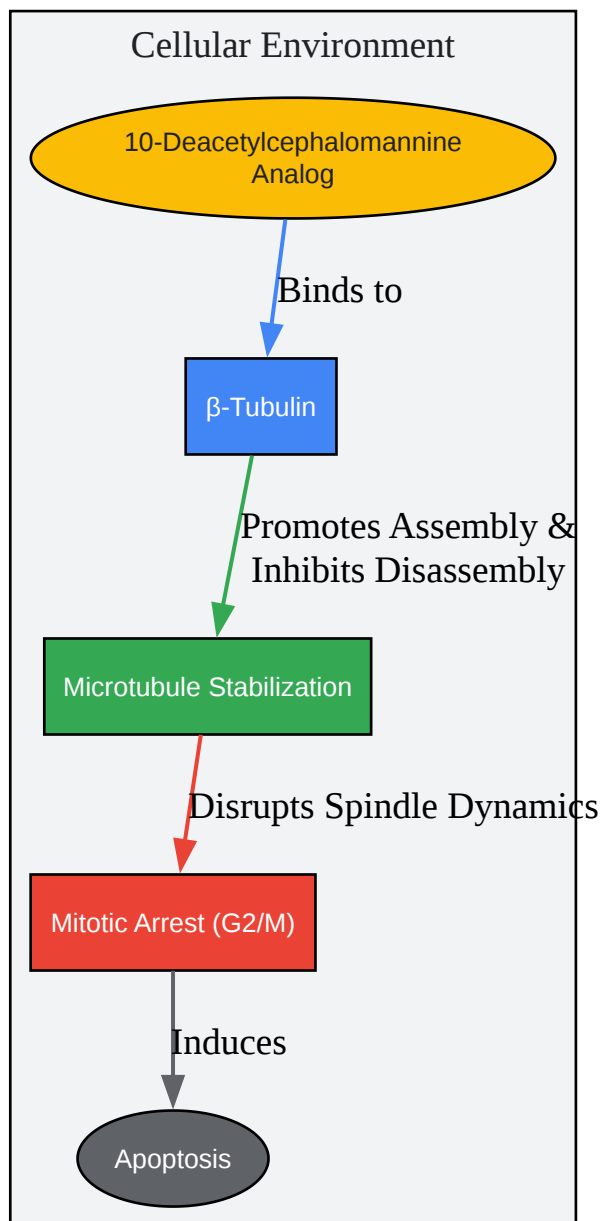 Cellular Environment
10-Deacetylcephalomannine
Analog
Binds to
β-Tubulin
Promotes Assembly &
Inhibits Disassembly
Microtubule Stabilization
Disrupts Spindle Dynamics
Mitotic Arrest (G2/M)
Induces
Apoptosis